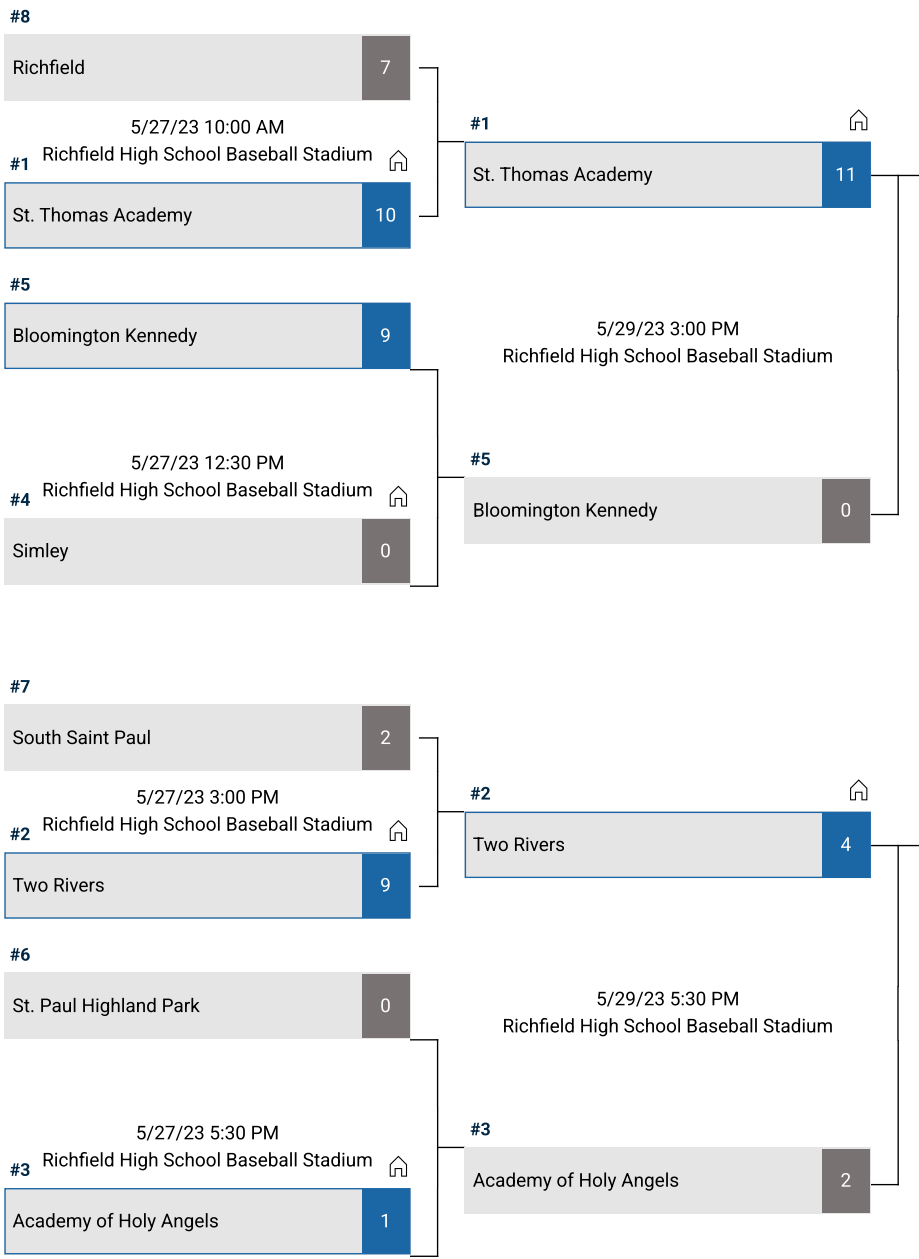 #8
Richfield 7
5/27/23 10:00 AM
Richfield High School Baseball Stadium
#1
St. Thomas Academy 10
#5
Bloomington Kennedy 9
5/27/23 12:30 PM
Richfield High School Baseball Stadium
#4
Simley 0
#1
St. Thomas Academy 11
5/29/23 3:00 PM
Richfield High School Baseball Stadium
#5
Bloomington Kennedy 0
#7
South Saint Paul 2
5/27/23 3:00 PM
Richfield High School Baseball Stadium
#2
Two Rivers 9
#6
St. Paul Highland Park 0
5/27/23 5:30 PM
Richfield High School Baseball Stadium
#3
Academy of Holy Angels 1
#2
Two Rivers 4
5/29/23 5:30 PM
Richfield High School Baseball Stadium
#3
Academy of Holy Angels 2